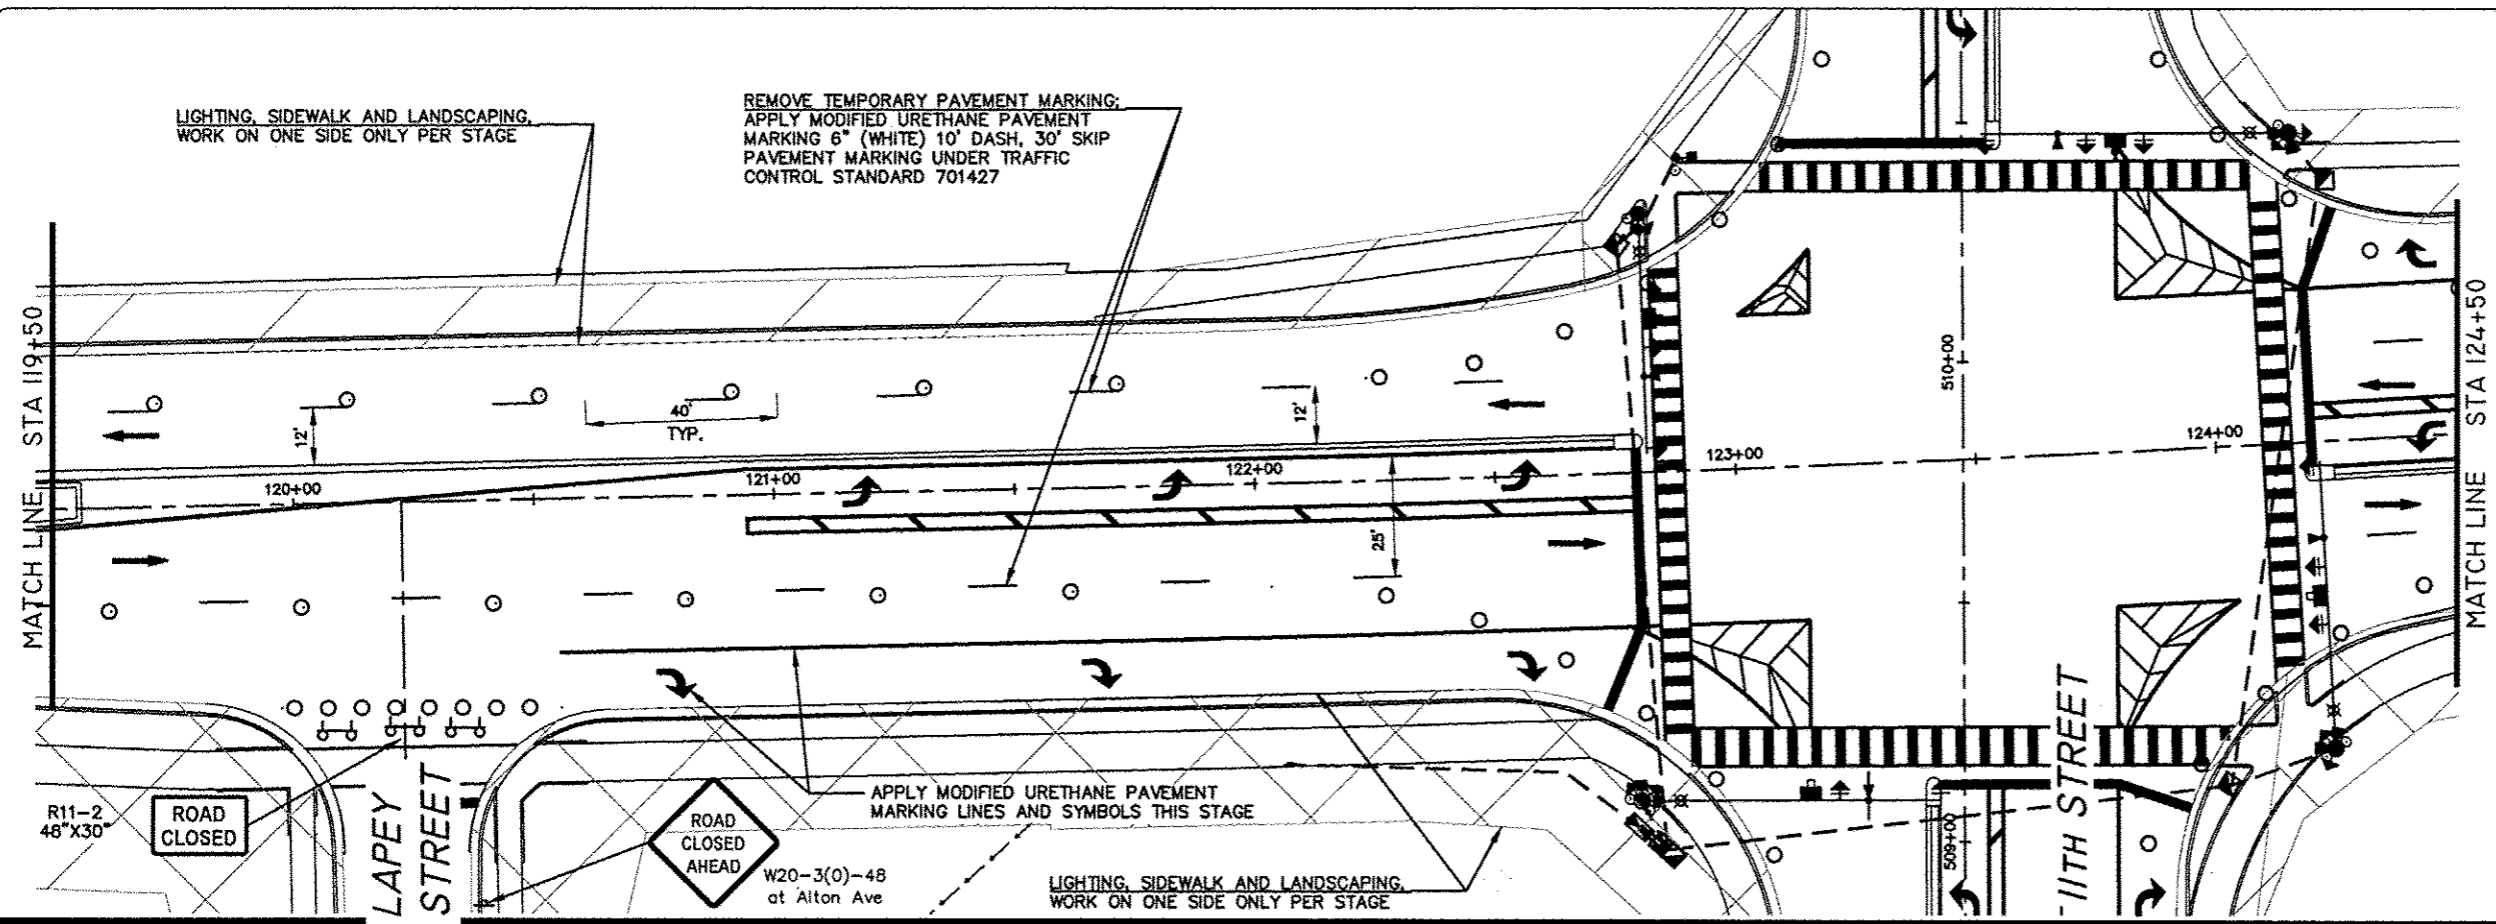 LIGHTING, SIDEWALK AND LANDSCAPING,
WORK ON ONE SIDE ONLY PER STAGE
REMOVE TEMPORARY PAVEMENT MARKING;
APPLY MODIFIED URETHANE PAVEMENT
MARKING 6" (WHITE) 10' DASH, 30' SKIP
PAVEMENT MARKING UNDER TRAFFIC
CONTROL STANDARD 701427
MATCH LINE STA 119+50
12'
40'
TYP.
12'
25'
120+00
121+00
122+00
123+00
124+00
510+00
509+00
MATCH LINE STA 124+50
R11-2
48"X30"
ROAD
CLOSED
LAPEY
STREET
ROAD
CLOSED
AHEAD
W20-3(0)-48
at Alton Ave
APPLY MODIFIED URETHANE PAVEMENT
MARKING LINES AND SYMBOLS THIS STAGE
LIGHTING, SIDEWALK AND LANDSCAPING,
WORK ON ONE SIDE ONLY PER STAGE
11TH STREET